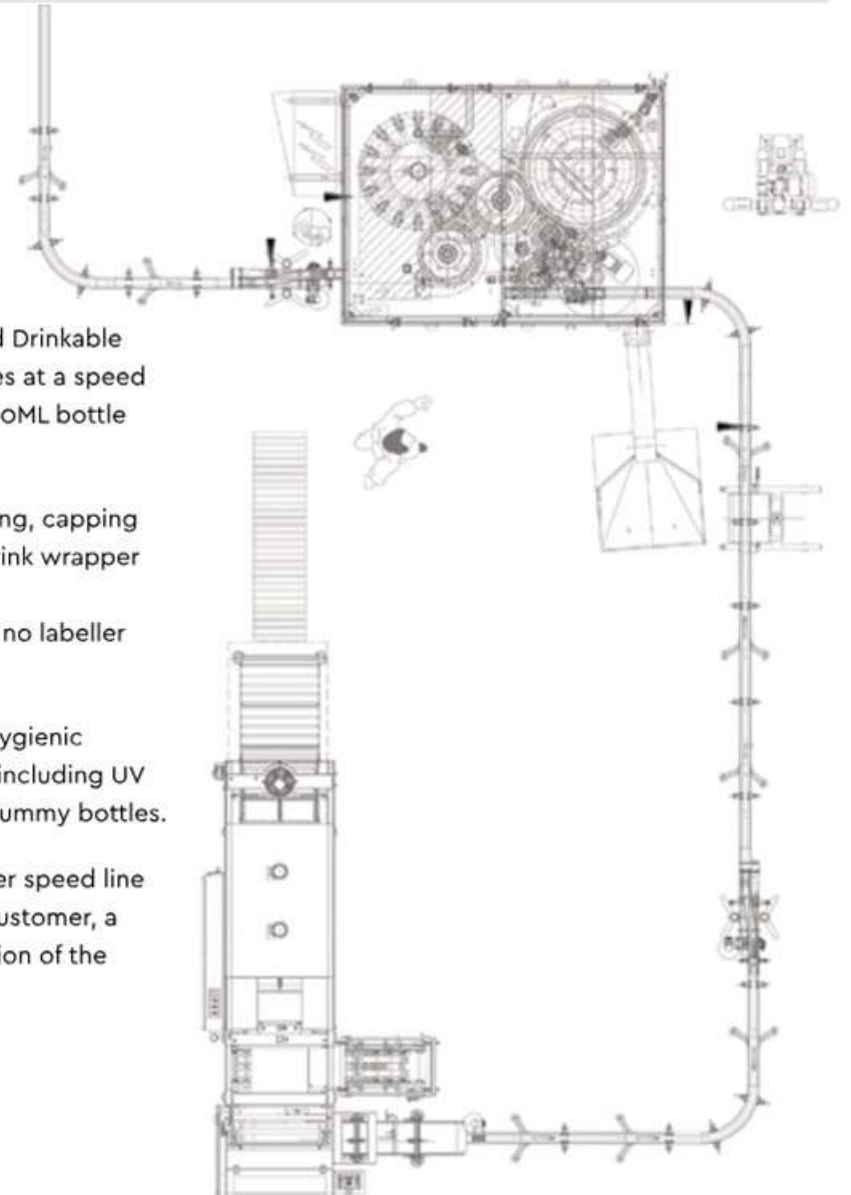 d Drinkable
es at a speed
0ML bottle
ng, capping
rink wrapper
no labeller
ygienic
including UV
ummy bottles.
er speed line
ustomer, a
ion of the